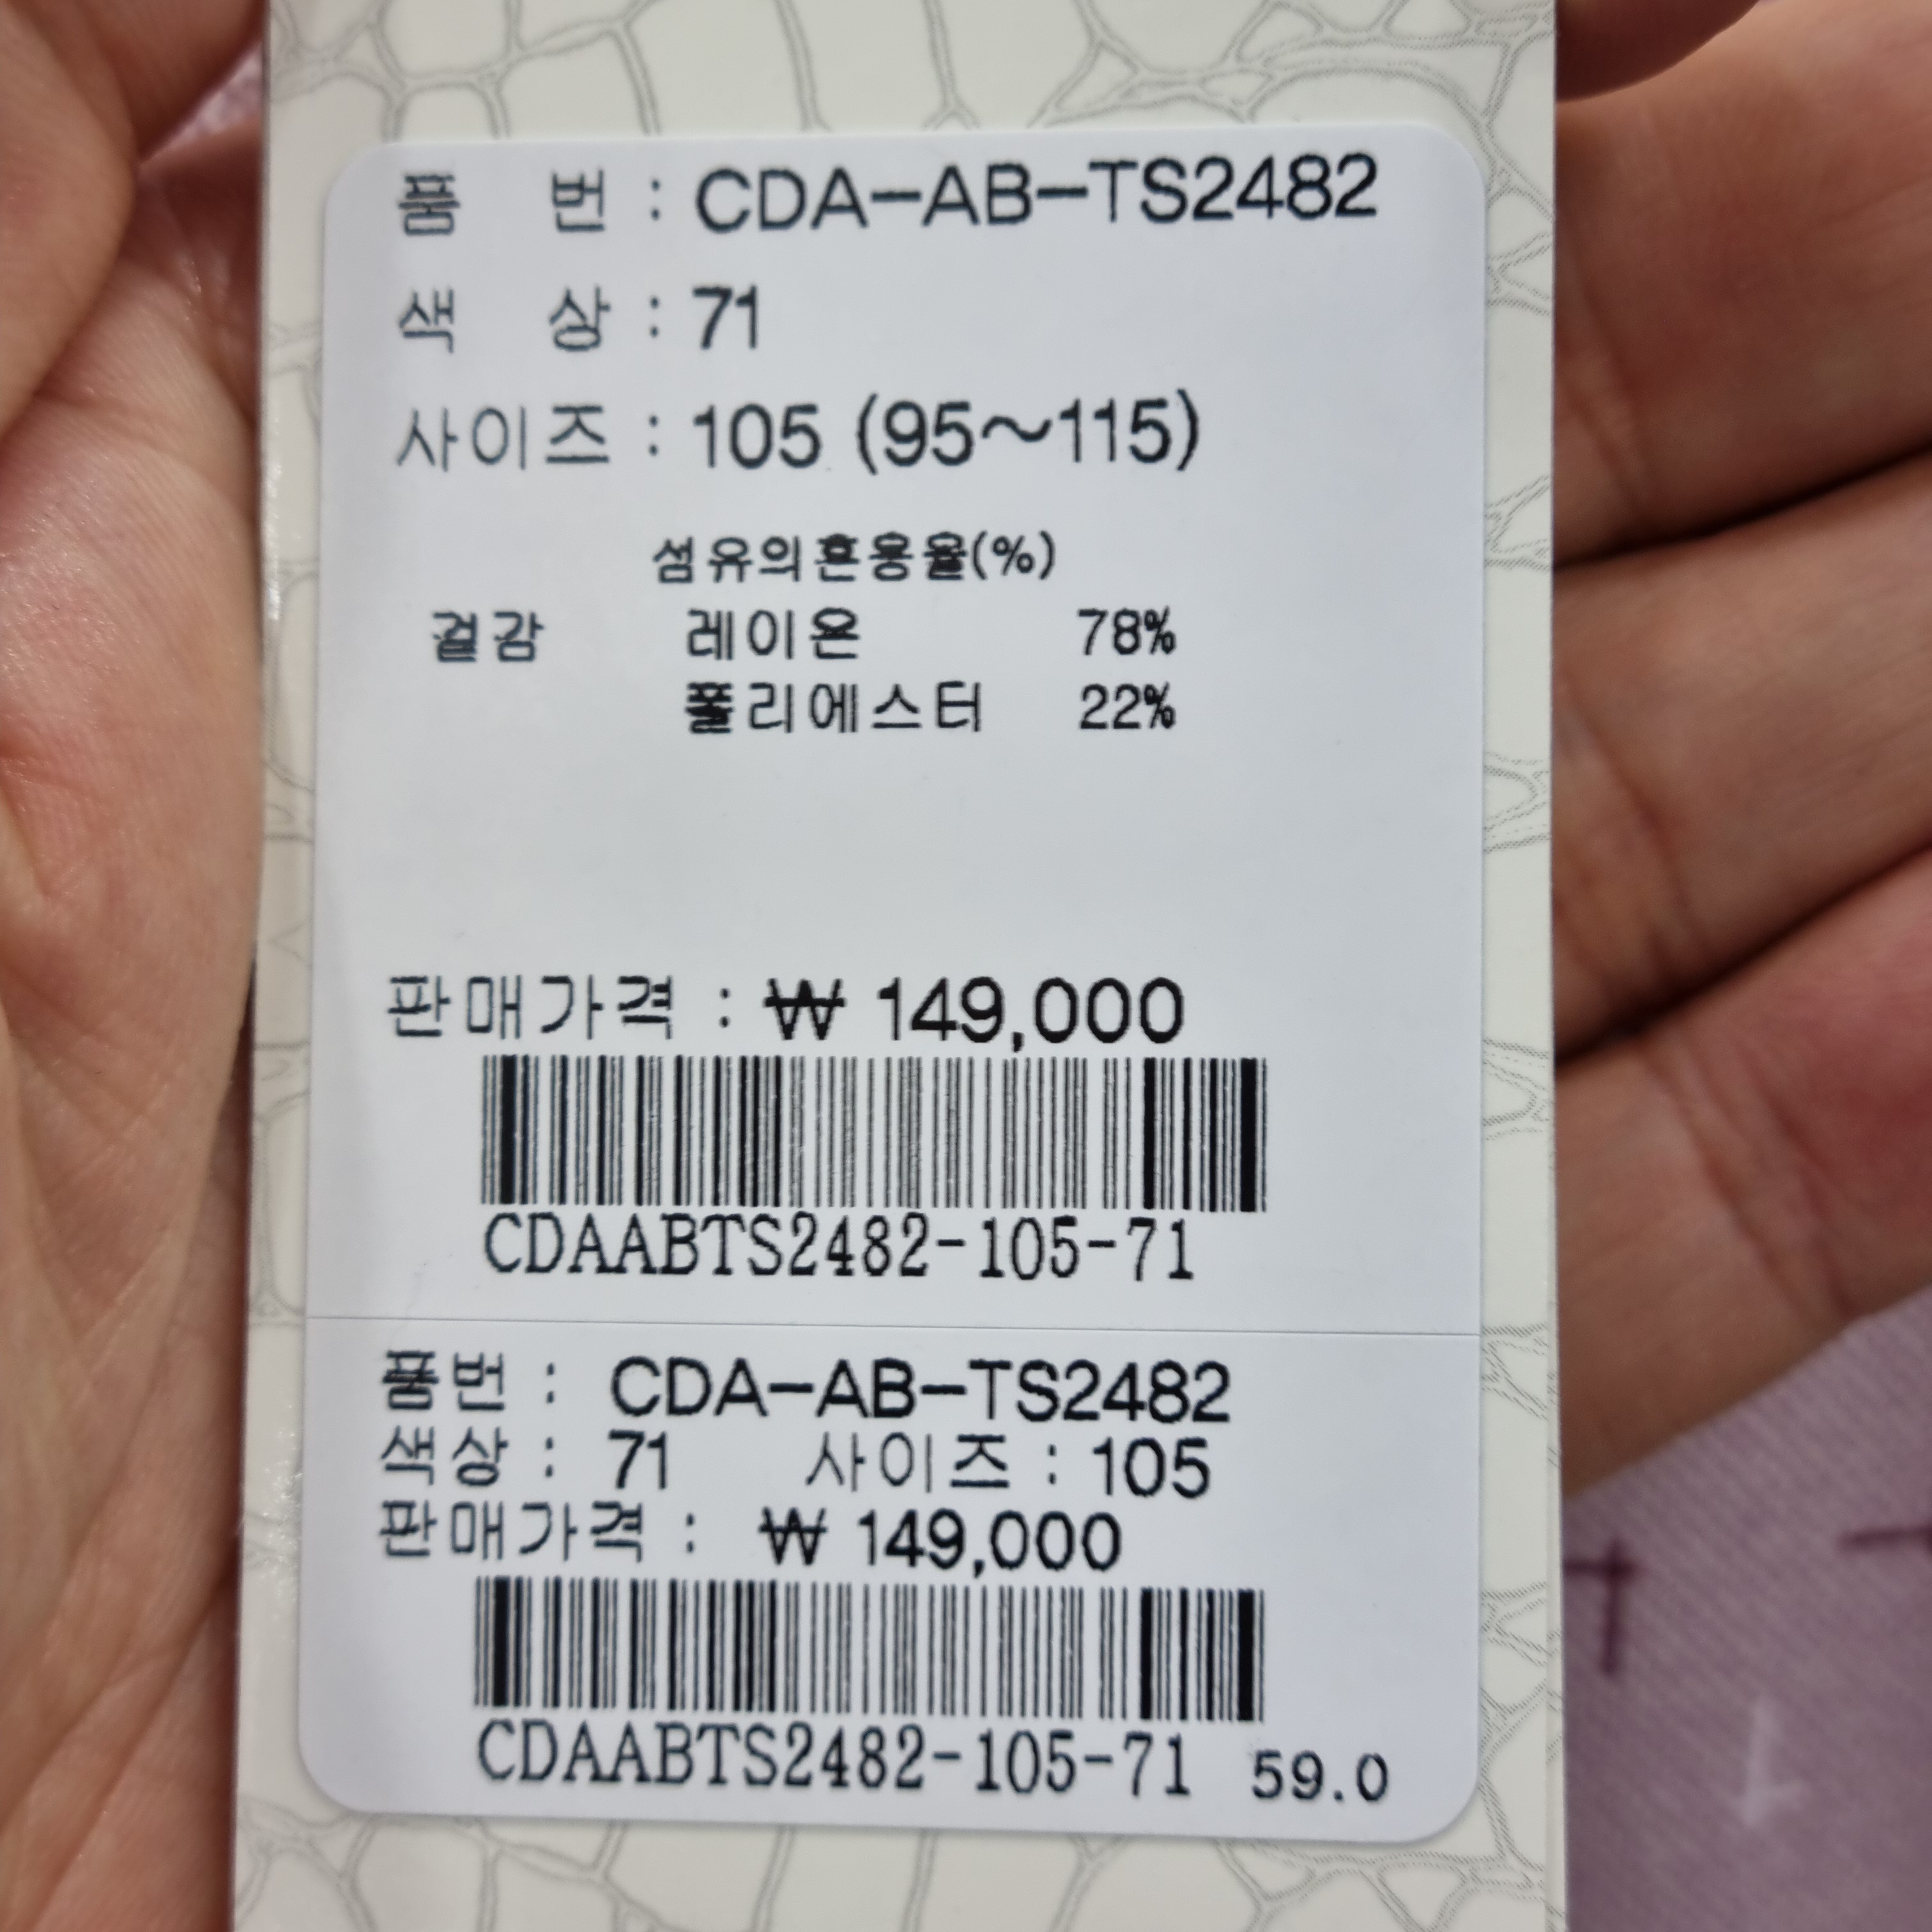 품 번 : CDA-AB-TS2482
색 상 : 71
사이즈 : 105 (95~115)
섬유의혼용율(%)
겉감 레이온 78%
폴리에스터 22%
판매가격 : ₩ 149,000
CDAABTS2482-105-71
품번 : CDA-AB-TS2482
색상 : 71 사이즈 : 105
판매가격 : ₩ 149,000
CDAABTS2482-105-71 59.0